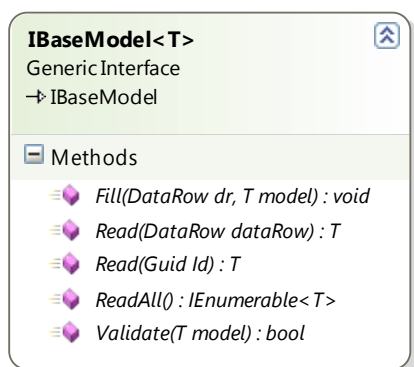 IBaseModel<T>
Generic Interface
IBaseModel
Methods
Fill(DataRow dr, T model) : void
Read(DataRow dataRow) : T
Read(Guid Id) : T
ReadAll() : IEnumerable<T>
Validate(T model) : bool